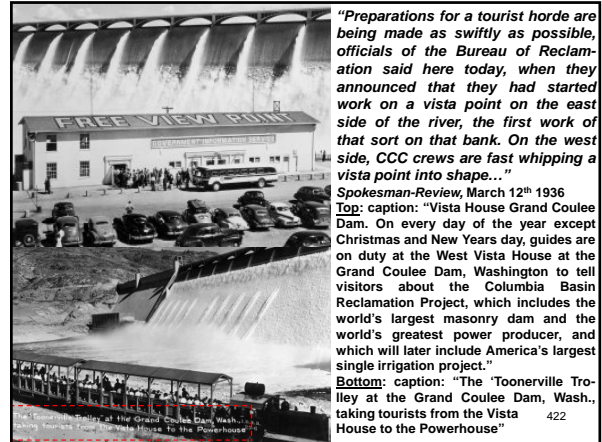 FREE VIEW POINT
GOVERNMENT INFORMATION SERVICE
The "Toonerville Trolley" at the Grand Coulee Dam, Wash.,
taking tourists from The Vista House to the Powerhouse
“Preparations for a tourist horde are
being made as swiftly as possible,
officials of the Bureau of Reclam-
ation said here today, when they
announced that they had started
work on a vista point on the east
side of the river, the first work of
that sort on that bank. On the west
side, CCC crews are fast whipping a
vista point into shape…”
Spokesman-Review, March 12th 1936
Top: caption: “Vista House Grand Coulee
Dam. On every day of the year except
Christmas and New Years day, guides are
on duty at the West Vista House at the
Grand Coulee Dam, Washington to tell
visitors about the Columbia Basin
Reclamation Project, which includes the
world’s largest masonry dam and the
world’s greatest power producer, and
which will later include America’s largest
single irrigation project.”
Bottom: caption: “The ‘Toonerville Tro-
lley at the Grand Coulee Dam, Wash.,
taking tourists from the Vista
House to the Powerhouse”
422